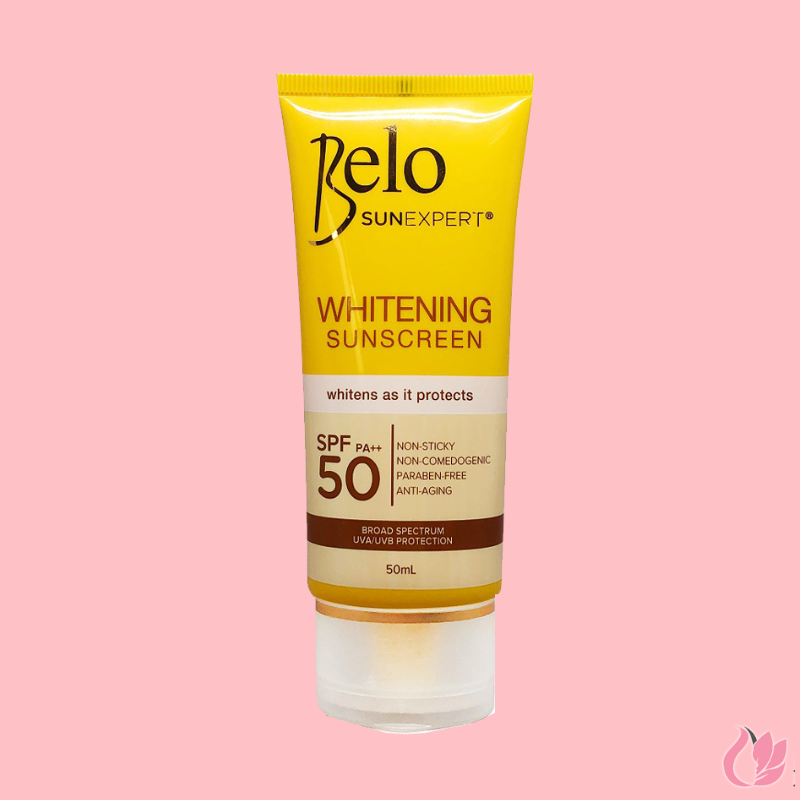 Belo
SUNEXPERT®
WHITENING
SUNSCREEN
whitens as it protects
SPF PA++
50
NON-STICKY
NON-COMEDOGENIC
PARABEN-FREE
ANTI-AGING
BROAD SPECTRUM
UVA/UVB PROTECTION
50mL